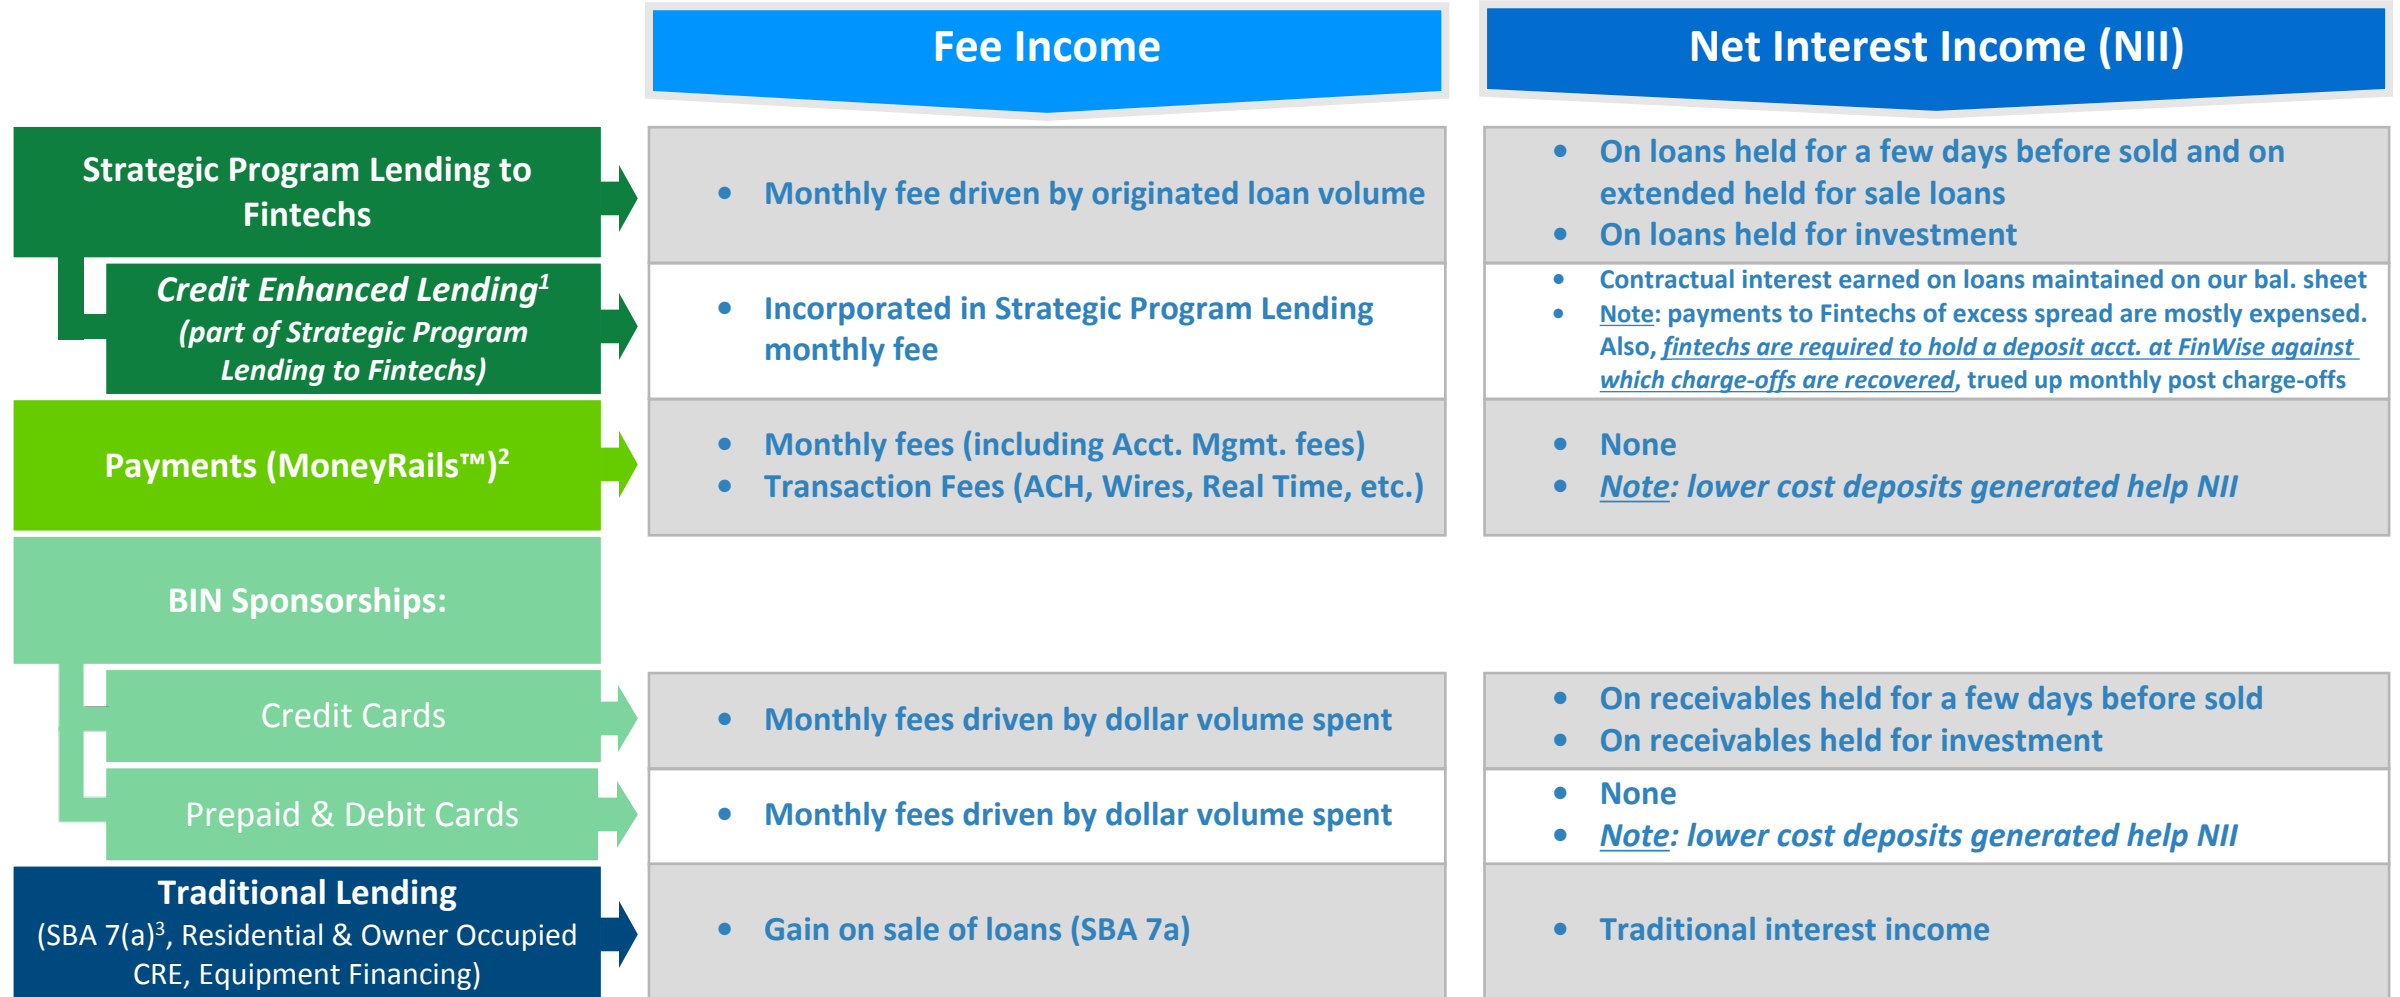 Fee Income
Net Interest Income (NII)
Strategic Program Lending to
Fintechs
• Monthly fee driven by originated loan volume
• On loans held for a few days before sold and on
extended held for sale loans
• On loans held for investment
Credit Enhanced Lending¹
(part of Strategic Program
Lending to Fintechs)
• Incorporated in Strategic Program Lending
monthly fee
• Contractual interest earned on loans maintained on our bal. sheet
• Note: payments to Fintechs of excess spread are mostly expensed.
Also, fintechs are required to hold a deposit acct. at FinWise against
which charge-offs are recovered, trued up monthly post charge-offs
Payments (MoneyRails™)²
• Monthly fees (including Acct. Mgmt. fees)
• Transaction Fees (ACH, Wires, Real Time, etc.)
• None
• Note: lower cost deposits generated help NII
BIN Sponsorships:
Credit Cards
• Monthly fees driven by dollar volume spent
• On receivables held for a few days before sold
• On receivables held for investment
Prepaid & Debit Cards
• Monthly fees driven by dollar volume spent
• None
• Note: lower cost deposits generated help NII
Traditional Lending
(SBA 7(a)³, Residential & Owner Occupied
CRE, Equipment Financing)
• Gain on sale of loans (SBA 7a)
• Traditional interest income